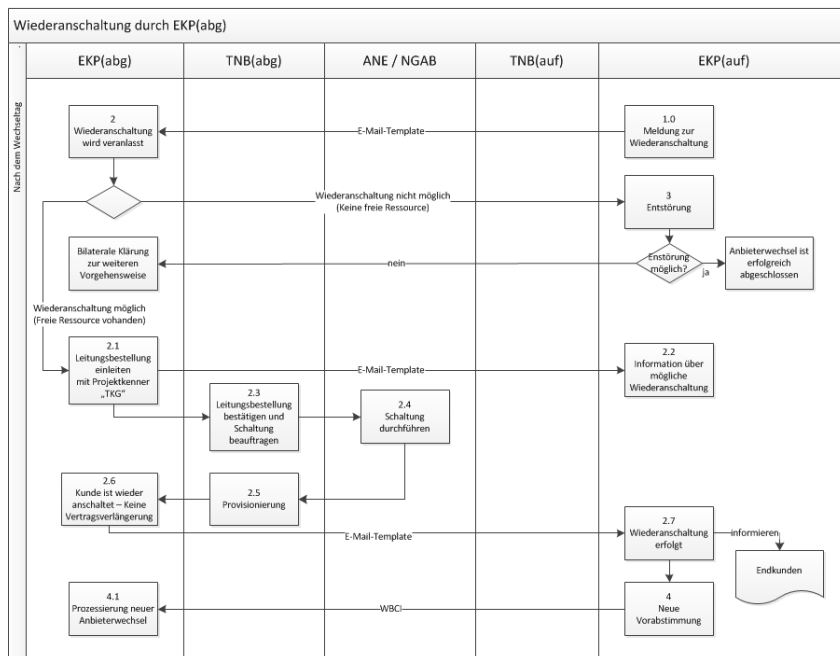 Wiederanschaltung durch EKP(abg)
EKP(abg)
TNB(abg)
ANE / NGAB
TNB(auf)
EKP(auf)
Nach dem Wechseltag
2
Wiederanschaltung
wird veranlasst
E-Mail-Template
1.0
Meldung zur
Wiederanschaltung
Wiederanschaltung nicht möglich
(Keine freie Ressource)
3
Entstörung
Bilaterale Klärung
zur weiteren
Vorgehensweise
nein
Enstörung
möglich?
ja
Anbieterwechsel ist
erfolgreich
abgeschlossen
Wiederanschaltung möglich
(Freie Ressource vohanden)
2.1
Leitungsbestellung
einleiten
mit Projektkenner
„TKG“
E-Mail-Template
2.2
Information über
mögliche
Wiederanschaltung
2.3
Leitungsbestellung
bestätigen und
Schaltung
beauftragen
2.4
Schaltung
durchführen
2.6
Kunde ist wieder
anschaltet – Keine
Vertragsverlängerung
2.5
Provisionierung
E-Mail-Template
2.7
Wiederanschaltung
erfolgt
informieren
Endkunden
4.1
Prozessierung neuer
Anbieterwechsel
WBCI
4
Neue
Vorabstimmung